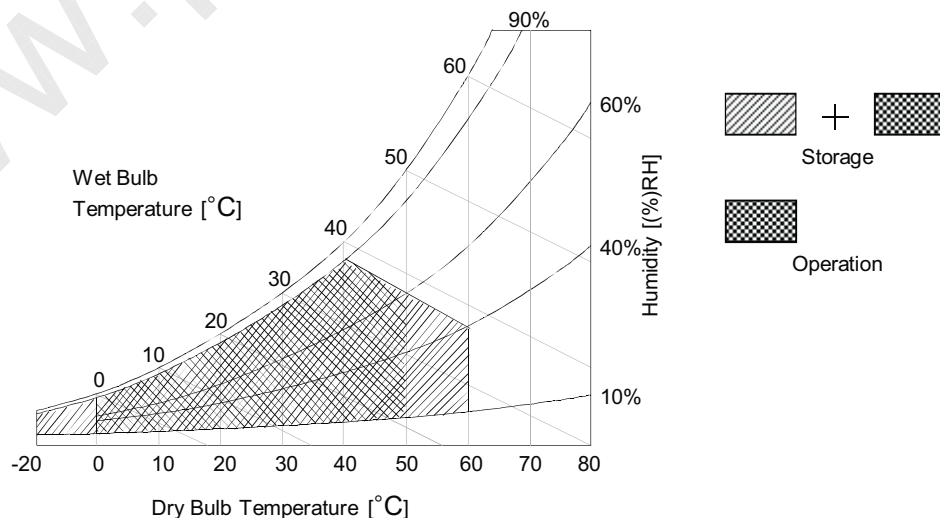 90%
60
60%
50
Wet Bulb
Temperature [°C]
40
30
20
10
0
40%
10%
Humidity [(%)RH]
-20 0 10 20 30 40 50 60 70 80
Dry Bulb Temperature [°C]
+
Storage
Operation